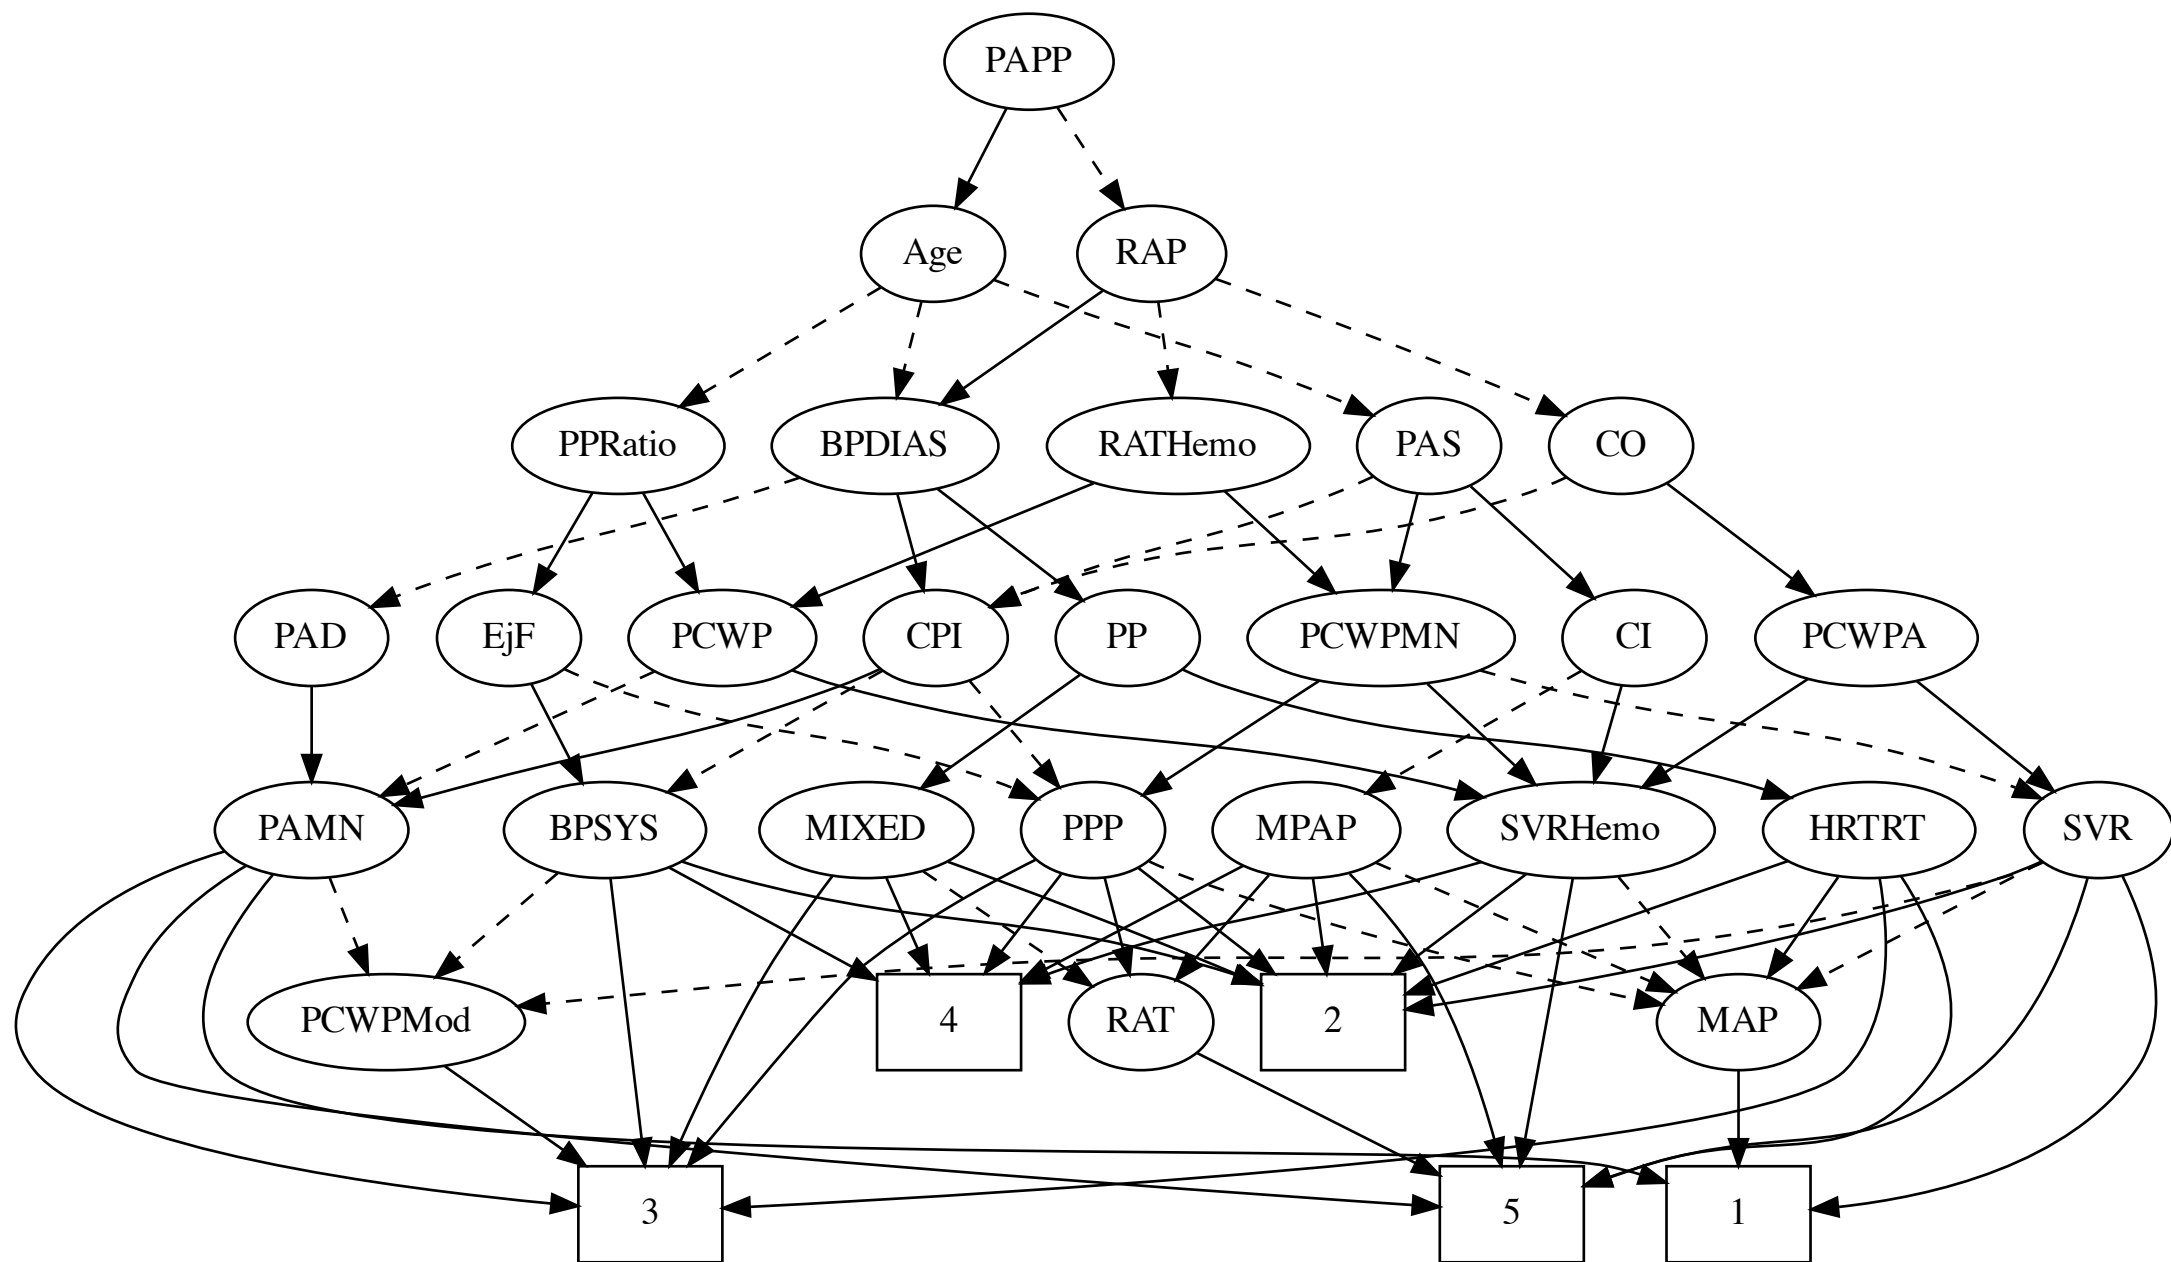 PAPP
Age
RAP
PPRatio
BPDIAS
RATHemo
PAS
CO
PAD
EjF
PCWP
CPI
PP
PCWPMN
CI
PCWPA
PAMN
BPSYS
MIXED
PPP
MPAP
SVRHemo
HRTRT
SVR
PCWPMod
4
RAT
2
MAP
3
5
1